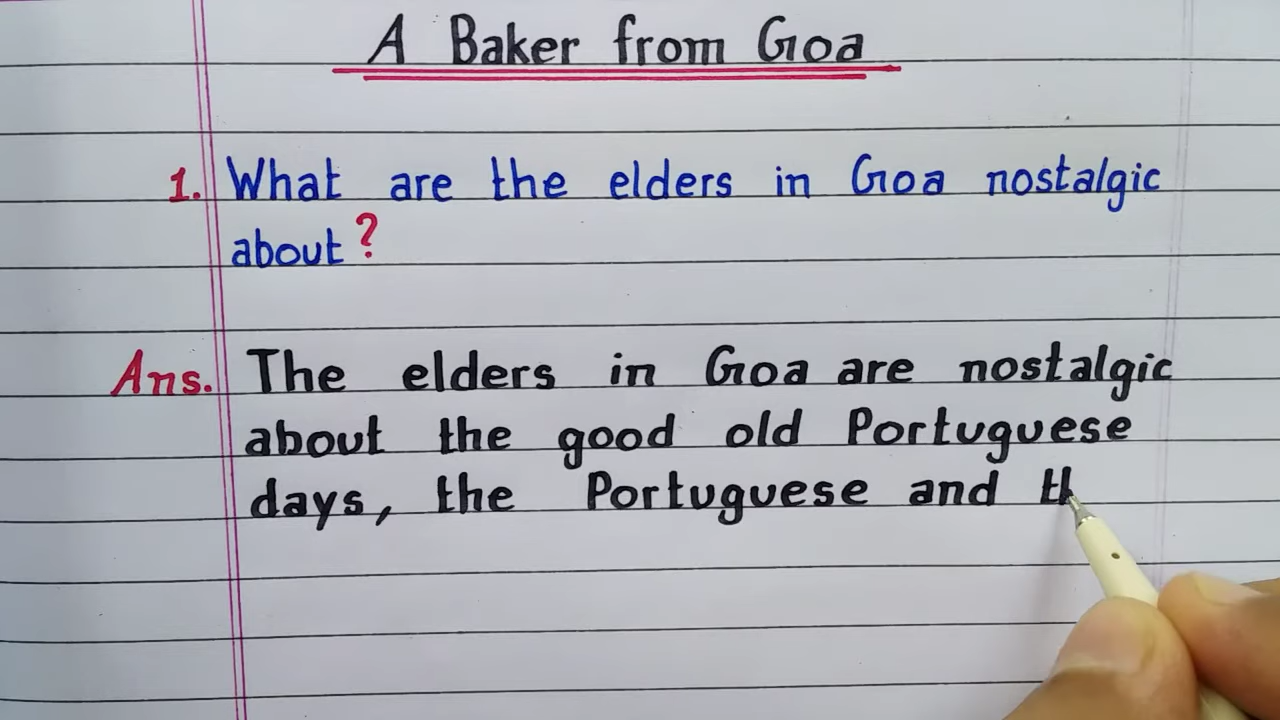 A Baker from Goa
1. What are the elders in Goa nostalgic
about?
Ans. The elders in Goa are nostalgic
about the good old Portuguese
days, the Portuguese and th